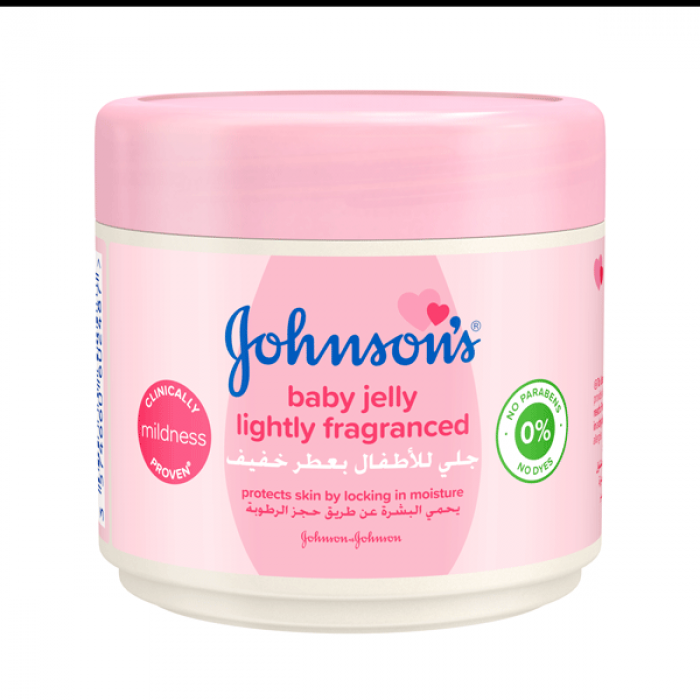 Johnson's®
baby jelly
lightly fragranced
جلي للأطفال بعطر خفيف
protects skin by locking in moisture
يحمي البشرة عن طريق حجز الرطوبة
Johnson & Johnson
CLINICALLY
mildness
PROVEN
NO PARABENS
0%
NO DYES